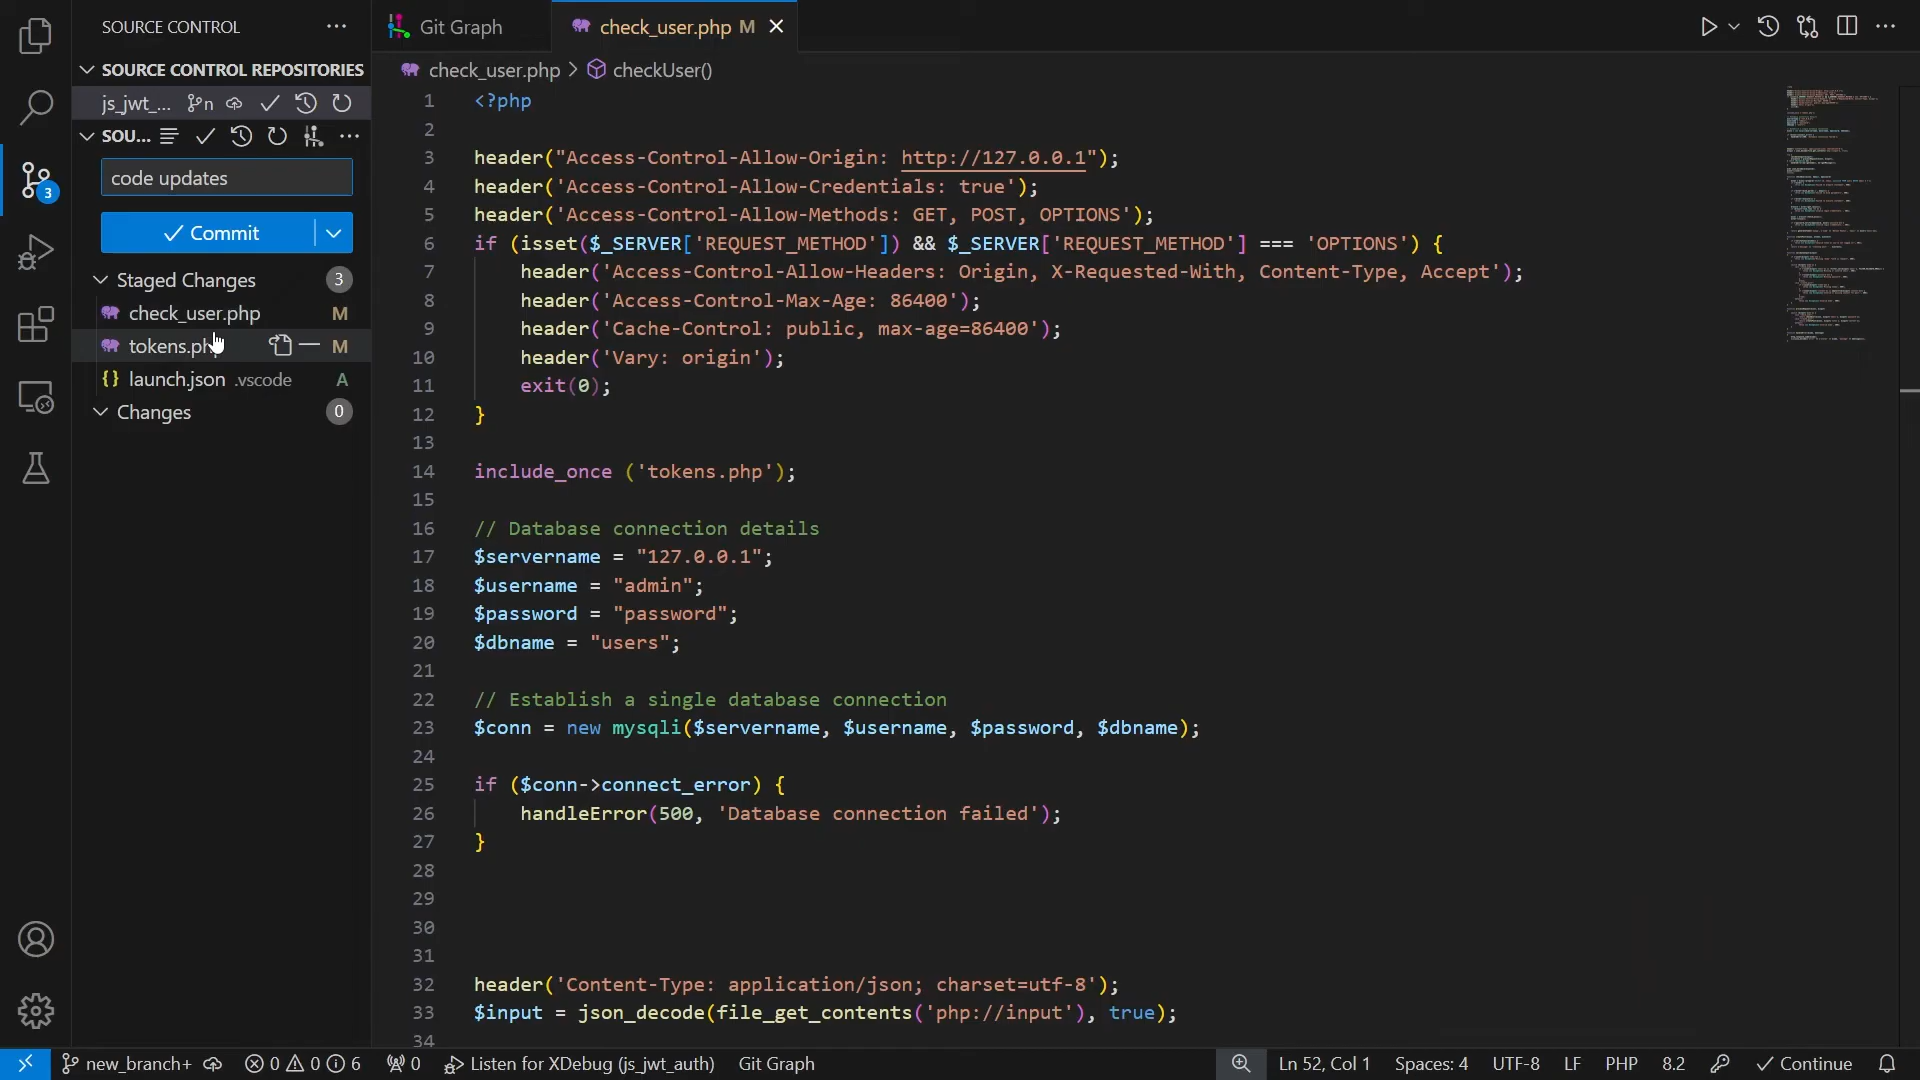 SOURCE CONTROL
SOURCE CONTROL REPOSITORIES
js_jwt_...
n
SOU...
code updates
Commit
Staged Changes 3
check_user.php M
tokens.php M
launch.json .vscode A
Changes 0
3
Git Graph
check_user.php M
check_user.php > checkUser()
1 <?php
2
3 header("Access-Control-Allow-Origin: http://127.0.0.1");
4 header('Access-Control-Allow-Credentials: true');
5 header('Access-Control-Allow-Methods: GET, POST, OPTIONS');
6 if (isset($_SERVER['REQUEST_METHOD']) && $_SERVER['REQUEST_METHOD'] === 'OPTIONS') {
7 header('Access-Control-Allow-Headers: Origin, X-Requested-With, Content-Type, Accept');
8 header('Access-Control-Max-Age: 86400');
9 header('Cache-Control: public, max-age=86400');
10 header('Vary: origin');
11 exit(0);
12 }
13
14 include_once ('tokens.php');
15
16 // Database connection details
17 $servername = "127.0.0.1";
18 $username = "admin";
19 $password = "password";
20 $dbname = "users";
21
22 // Establish a single database connection
23 $conn = new mysqli($servername, $username, $password, $dbname);
24
25 if ($conn->connect_error) {
26 handleError(500, 'Database connection failed');
27 }
28
29
30
31
32 header('Content-Type: application/json; charset=utf-8');
33 $input = json_decode(file_get_contents('php://input'), true);
34
new_branch+ 0 0 6 0 Listen for XDebug (js_jwt_auth) Git Graph Ln 52, Col 1 Spaces: 4 UTF-8 LF PHP 8.2 Continue